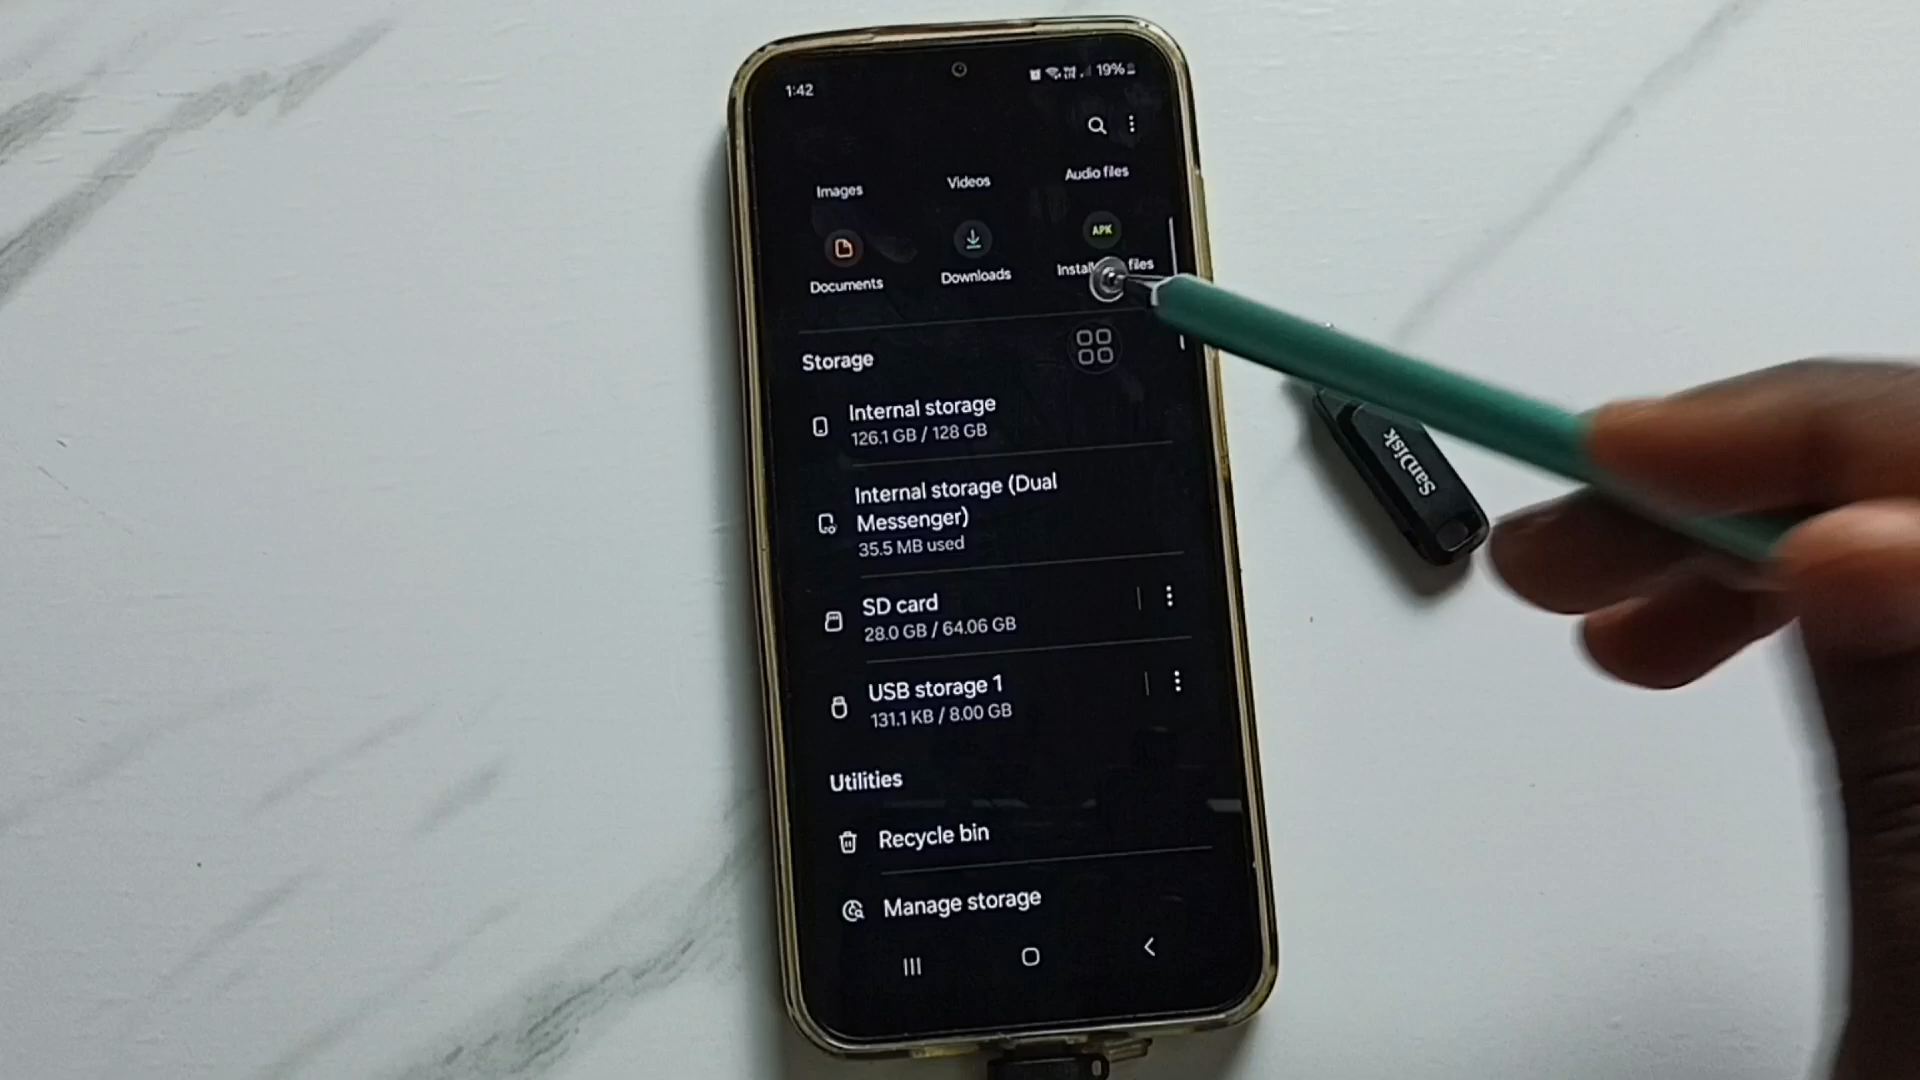 1:42
19%
Images
Videos
Audio files
APK
Documents
Downloads
files
Storage
Internal storage
126.1 GB / 128 GB
Internal storage (Dual
Messenger)
35.5 MB used
SD card
28.0 GB / 64.06 GB
USB storage 1
131.1 KB / 8.00 GB
Utilities
Recycle bin
Manage storage
SanDisk